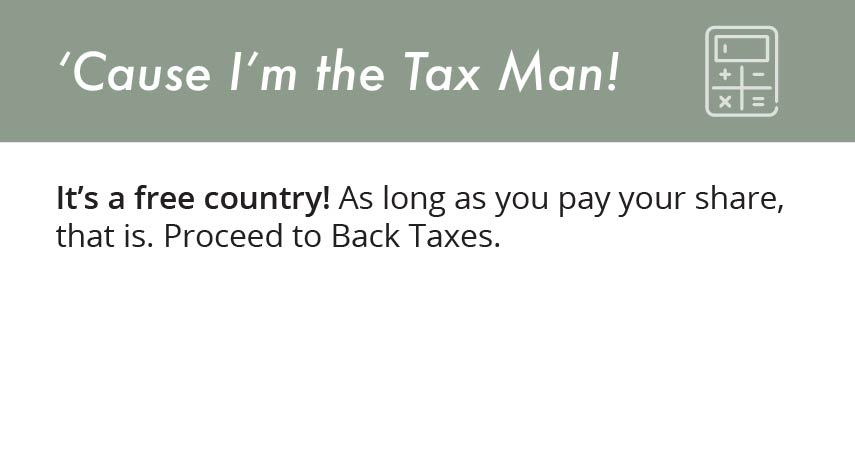 ‘Cause I’m the Tax Man!
It’s a free country! As long as you pay your share,
that is. Proceed to Back Taxes.